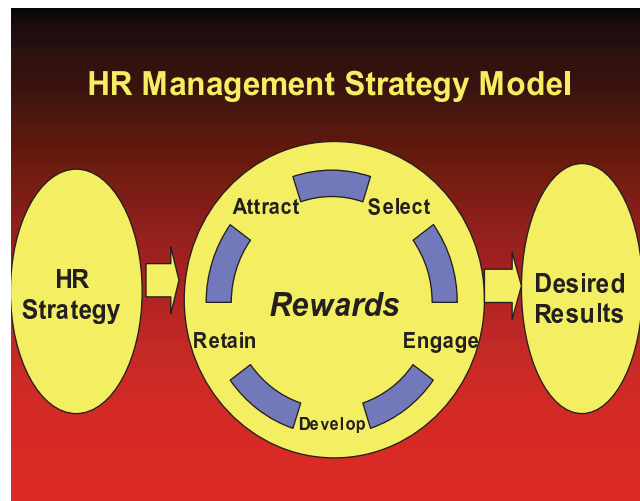 HR Management Strategy Model
Attract
Select
HR
Strategy
Rewards
Desired
Results
Retain
Engage
Develop